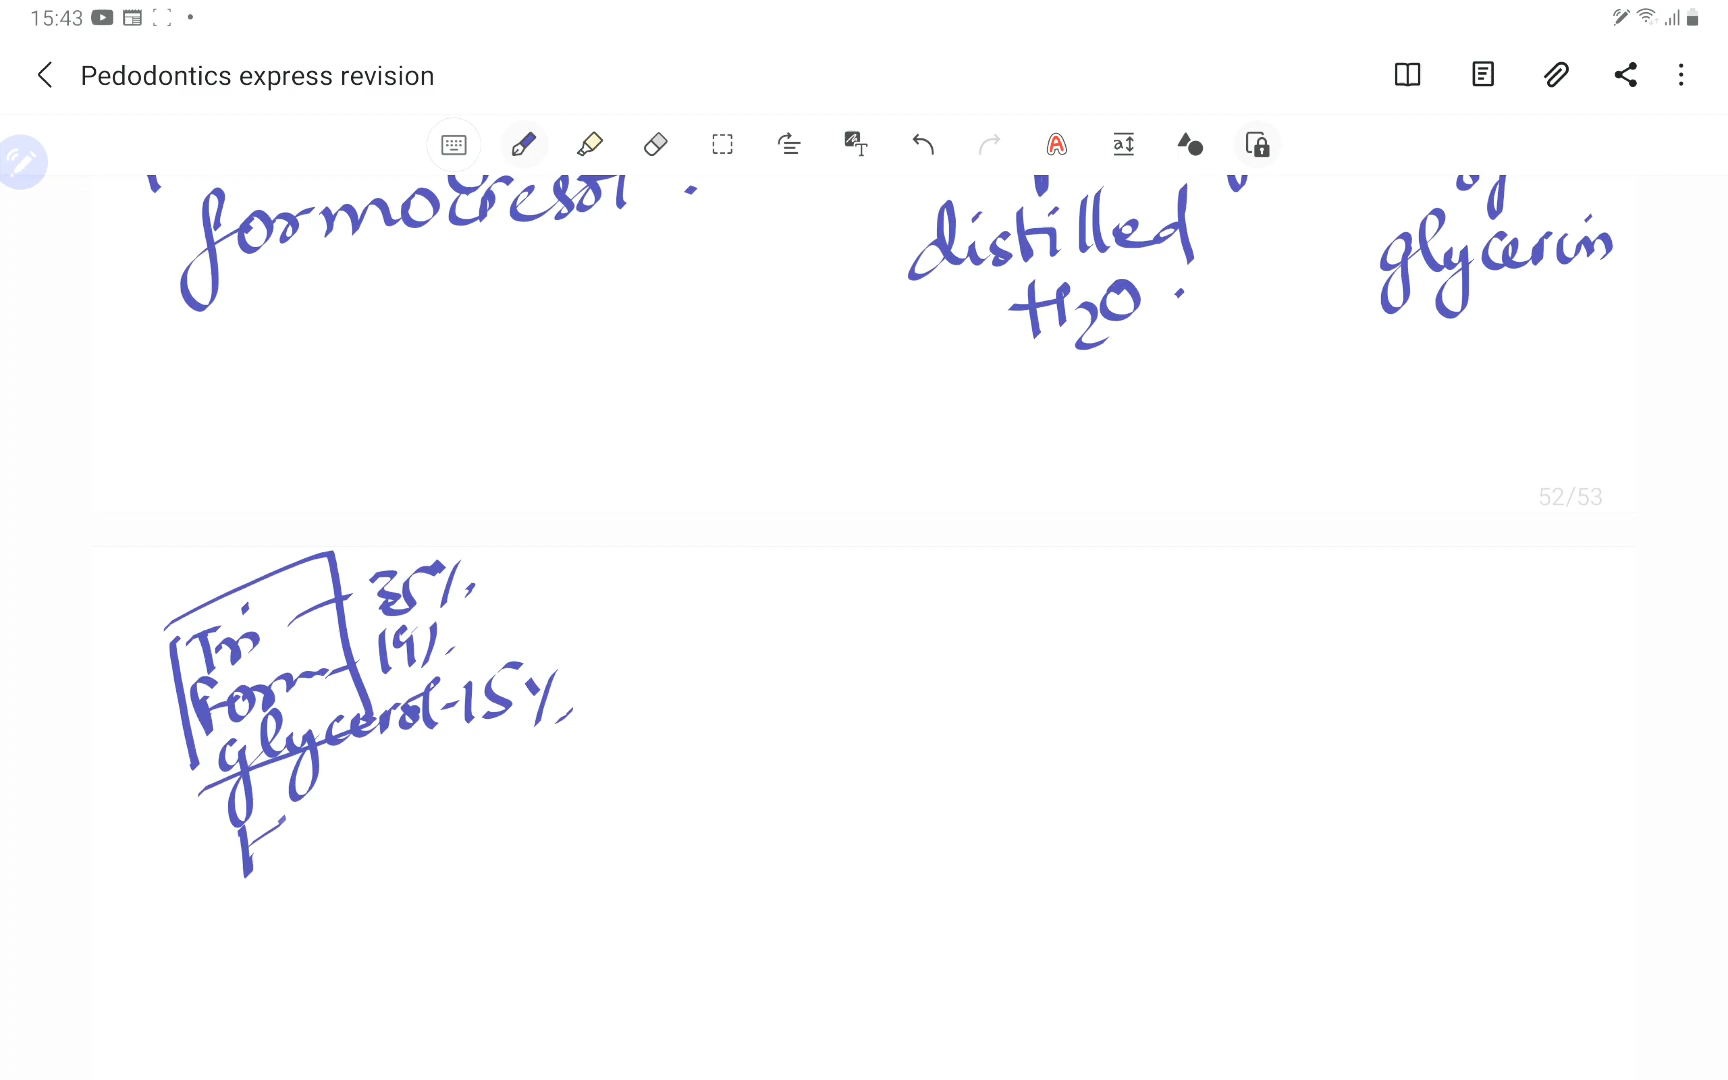 15:43
Pedodontics express revision
formocresol.
distilled
H₂O.
glycerin
52/53
Tri 35%
Form 19%
glycerol-15%